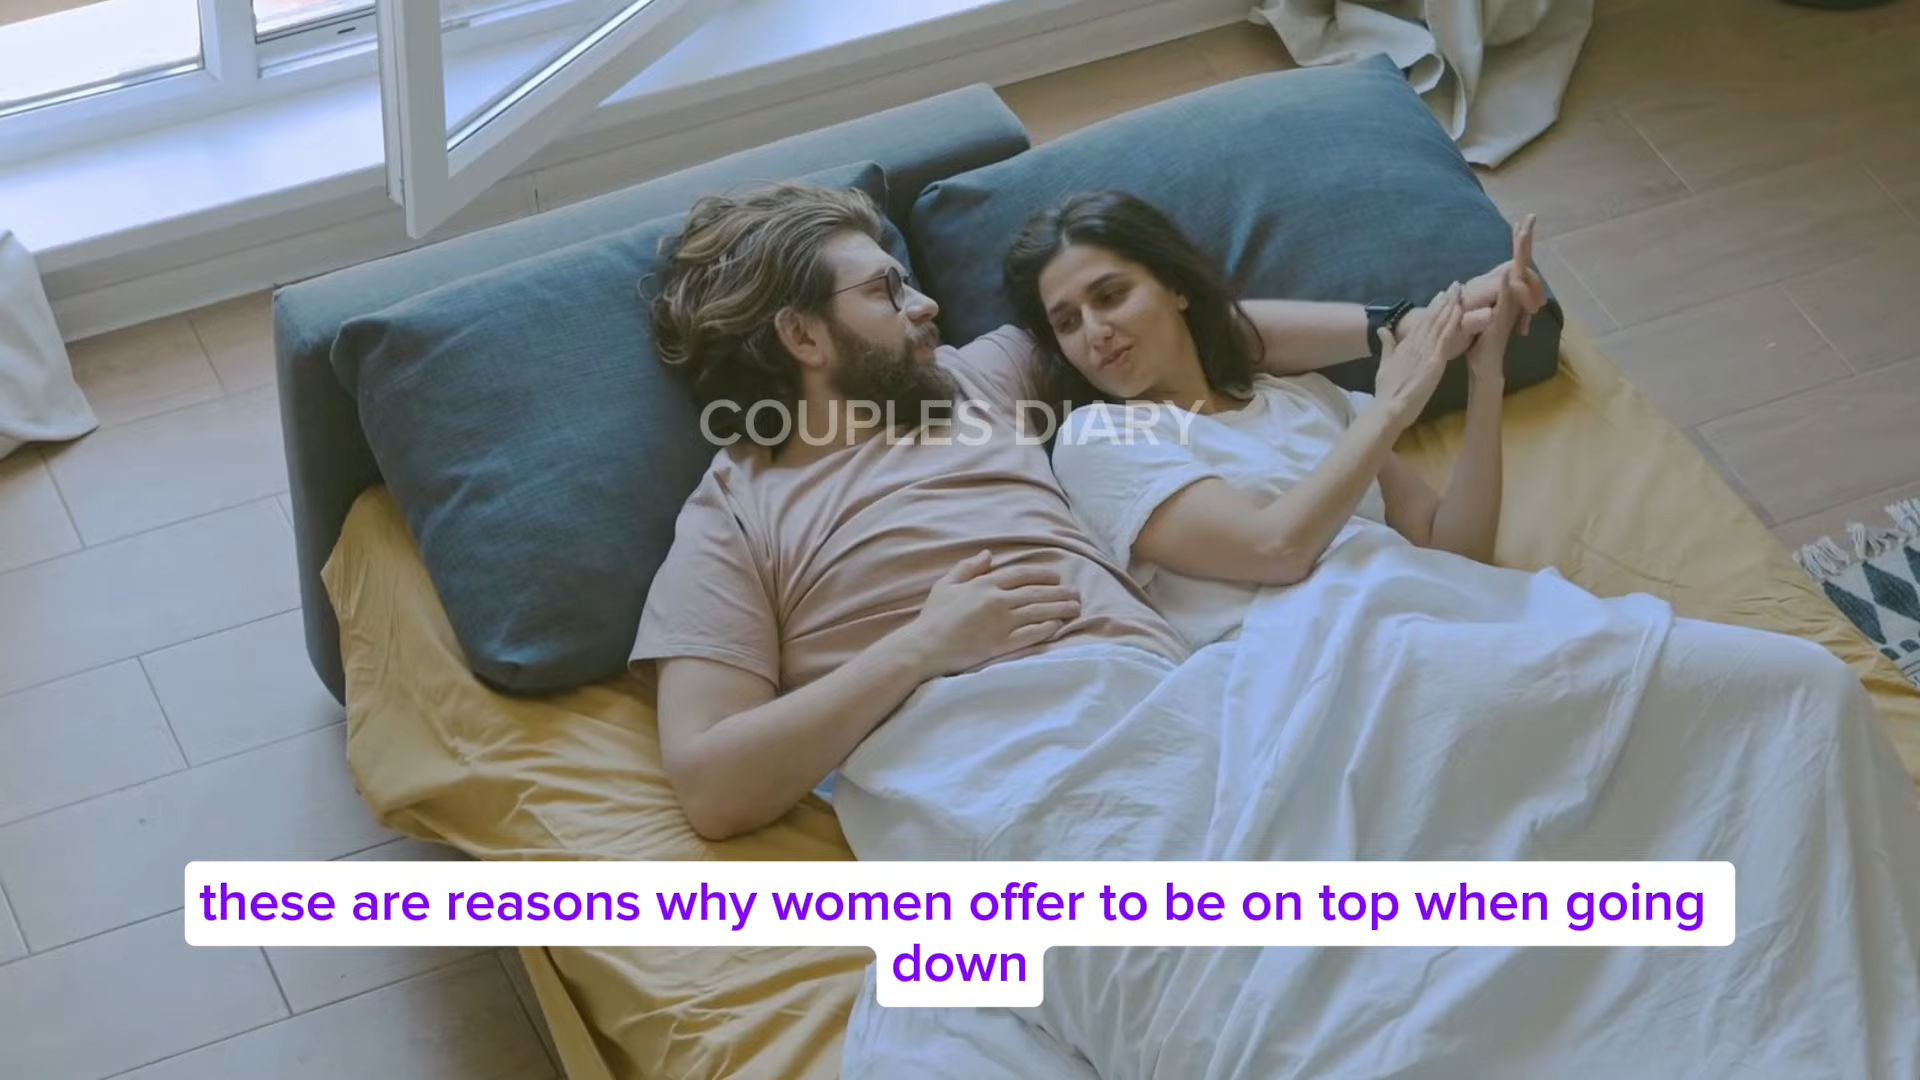 COUPLES DIARY
these are reasons why women offer to be on top when going
down